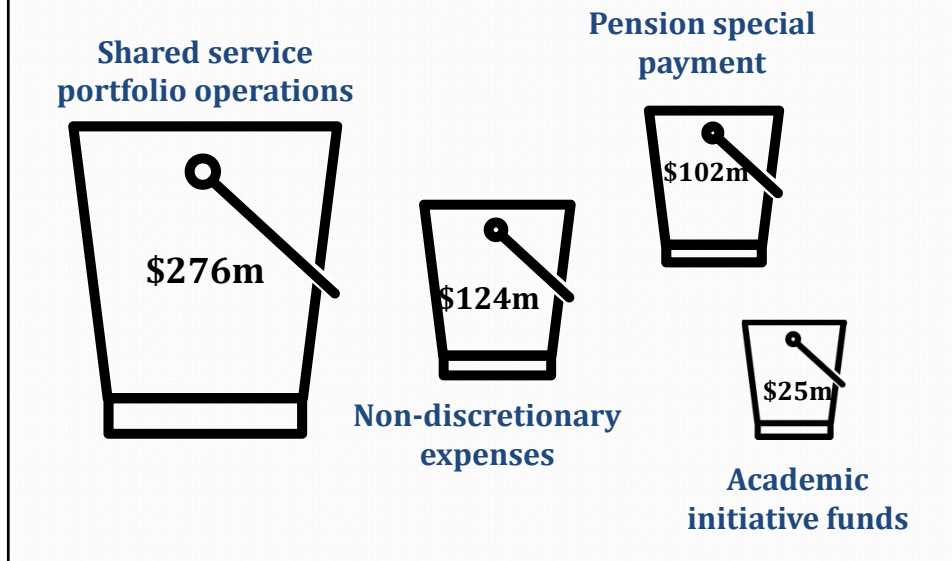 Shared service
portfolio operations
$276m
$124m
Non-discretionary
expenses
Pension special
payment
$102m
$25m
Academic
initiative funds